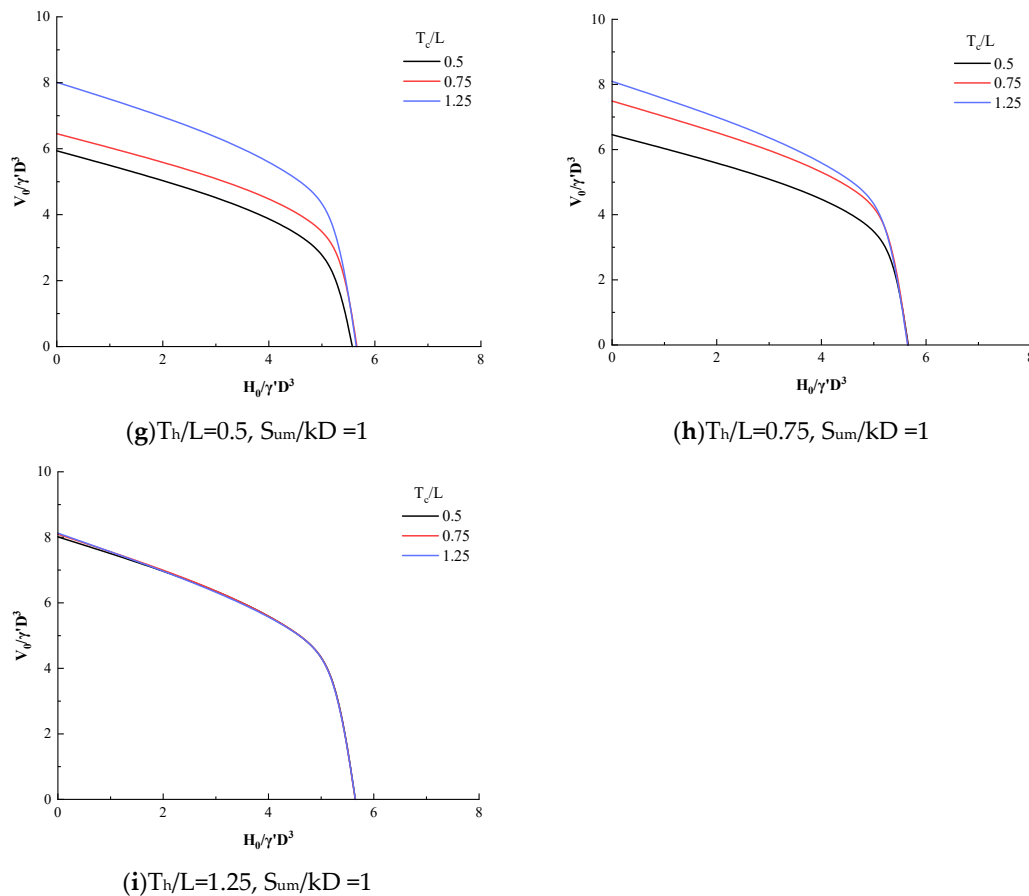 10
8
6
4
2
0
V₀/γ'D³
T_c/L
0.5
0.75
1.25
0 2 4 6 8
H₀/γ'D³
(g)Tₕ/L=0.5, Sᵤₘ/kD =1
10
8
6
4
2
0
V₀/γ'D³
T_c/L
0.5
0.75
1.25
0 2 4 6 8
H₀/γ'D³
(h)Tₕ/L=0.75, Sᵤₘ/kD =1
10
8
6
4
2
0
V₀/γ'D³
T_c/L
0.5
0.75
1.25
0 2 4 6 8
H₀/γ'D³
(i)Tₕ/L=1.25, Sᵤₘ/kD =1